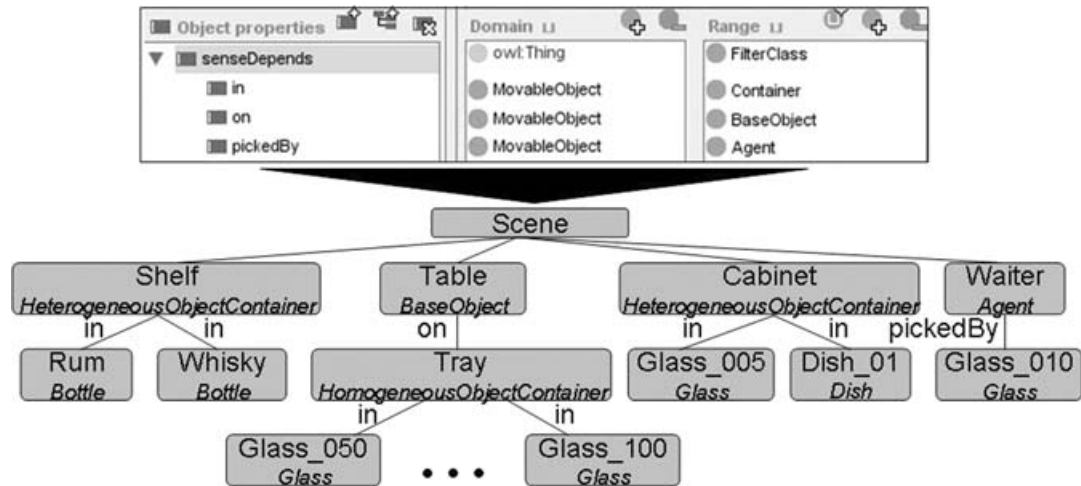 Object properties Domain Range
senseDepends owl:Thing FilterClass
in MovableObject Container
on MovableObject BaseObject
pickedBy MovableObject Agent
Scene
Shelf Table Cabinet Waiter
HeterogeneousObjectContainer BaseObject HeterogeneousObjectContainer Agent
in in on in in pickedBy
Rum Whisky Tray Glass_005 Dish_01 Glass_010
Bottle Bottle HomogeneousObjectContainer Glass Dish Glass
in in
Glass_050 Glass_100
Glass • • • Glass